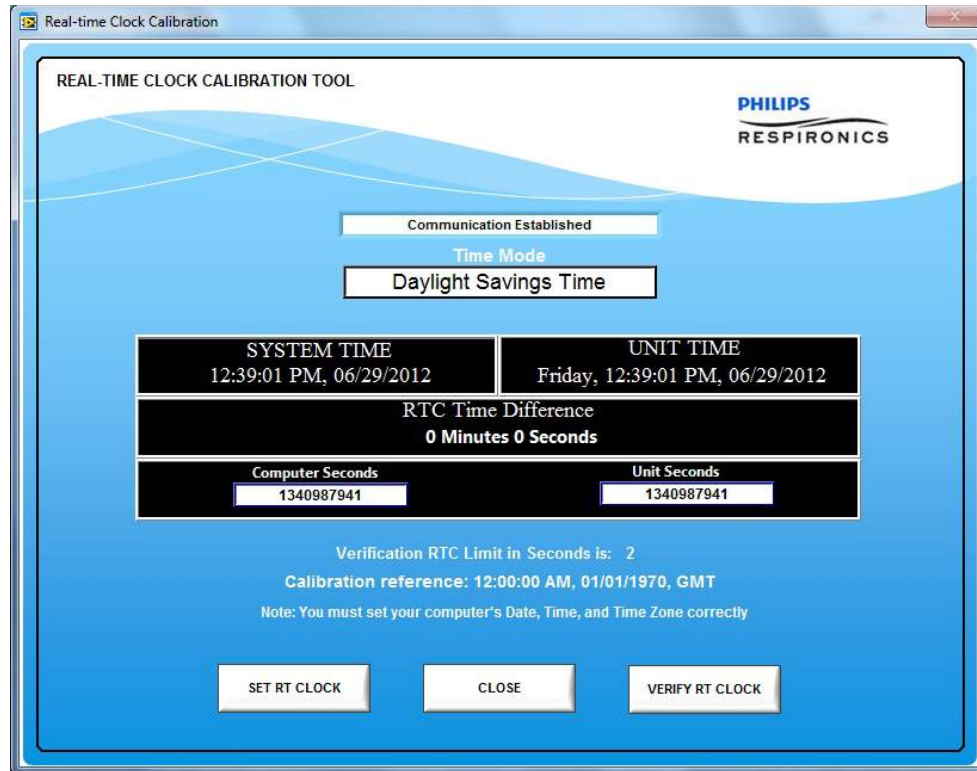 Real-time Clock Calibration
REAL-TIME CLOCK CALIBRATION TOOL
PHILIPS
RESPIRONICS
Communication Established
Time Mode
Daylight Savings Time
SYSTEM TIME
12:39:01 PM, 06/29/2012
UNIT TIME
Friday, 12:39:01 PM, 06/29/2012
RTC Time Difference
0 Minutes 0 Seconds
Computer Seconds
1340987941
Unit Seconds
1340987941
Verification RTC Limit in Seconds is: 2
Calibration reference: 12:00:00 AM, 01/01/1970, GMT
Note: You must set your computer's Date, Time, and Time Zone correctly
SET RT CLOCK
CLOSE
VERIFY RT CLOCK